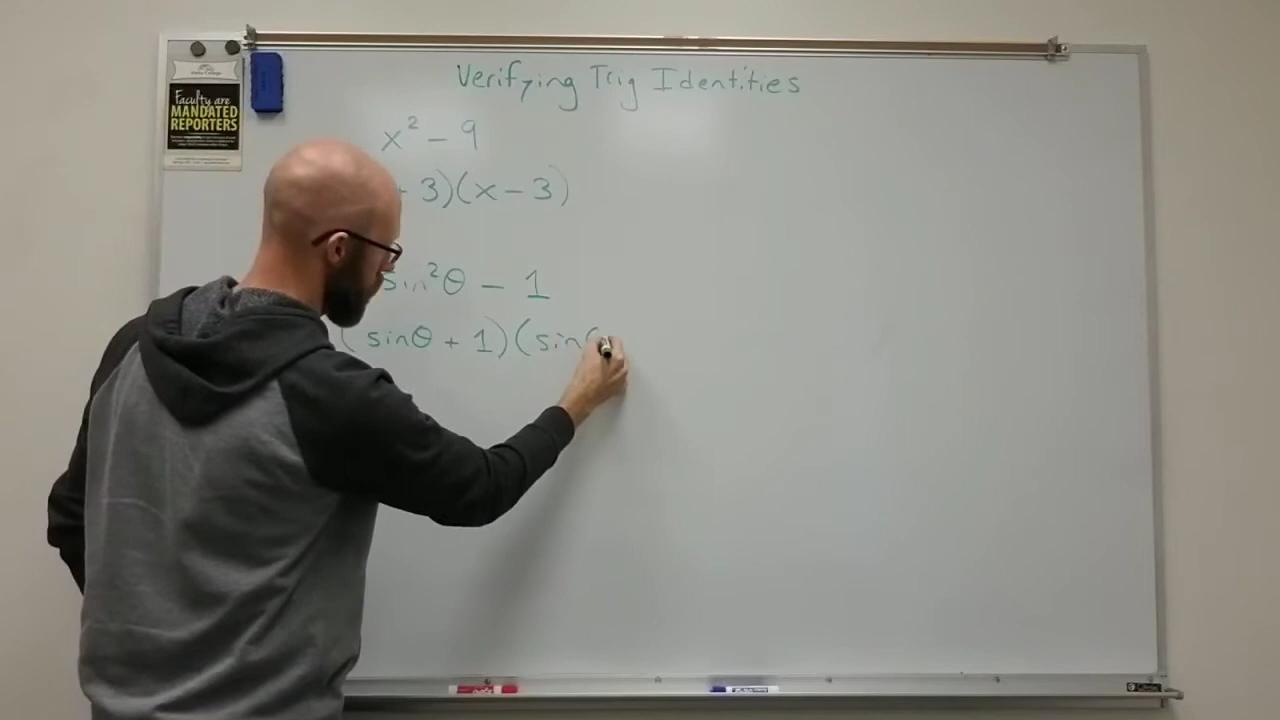 Verifying Trig Identities
Faculty are
MANDATED
REPORTERS
x² - 9
+ 3)(x - 3)
sin²θ - 1
(sinθ + 1)(sin